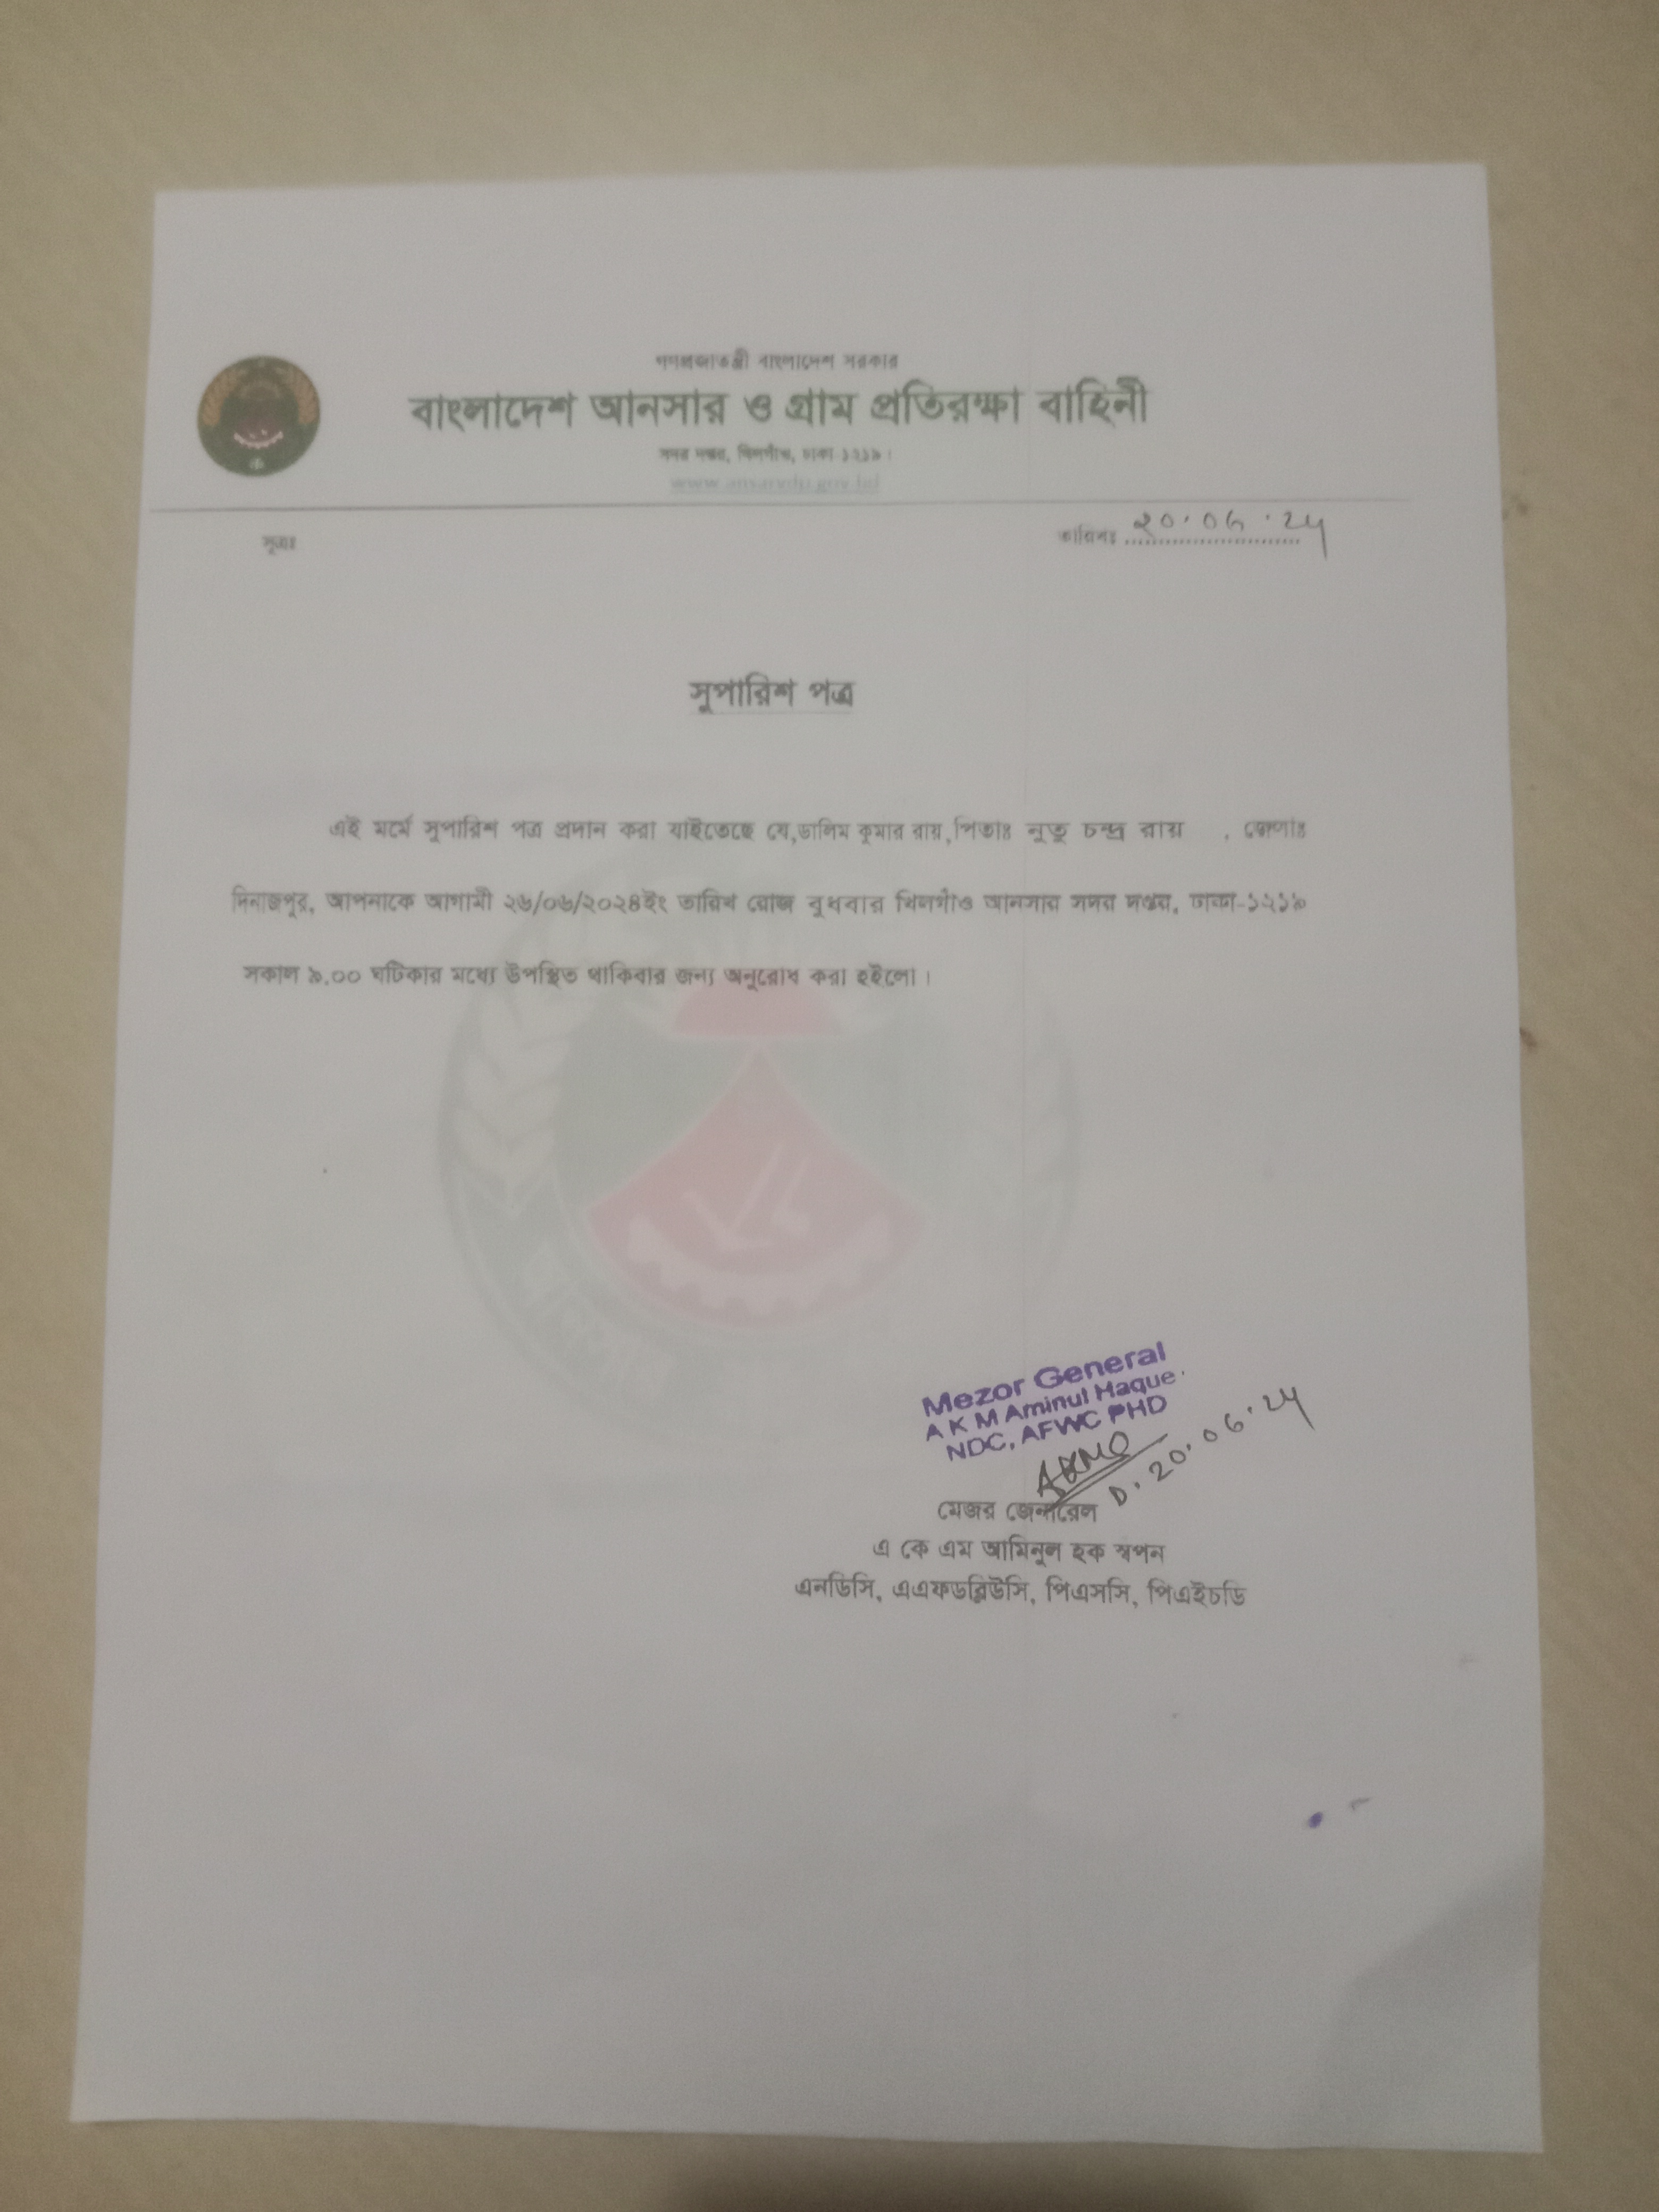 গণপ্রজাতন্ত্রী বাংলাদেশ সরকার
বাংলাদেশ আনসার ও গ্রাম প্রতিরক্ষা বাহিনী
সদর দপ্তর, খিলগাঁও, ঢাকা-১২১৯।
www.ansarvdp.gov.bd
সূত্রঃ
তারিখঃ ২০.০৬.২৪
সুপারিশ পত্র
এই মর্মে সুপারিশ পত্র প্রদান করা যাইতেছে যে,ডালিম কুমার রায়,পিতাঃ নুতু চন্দ্র রায় , জেলাঃ
দিনাজপুর, আপনাকে আগামী ২৬/০৬/২০২৪ইং তারিখ রোজ বুধবার খিলগাঁও আনসার সদর দপ্তর, ঢাকা-১২১৯
সকাল ৯.০০ ঘটিকার মধ্যে উপস্থিত থাকিবার জন্য অনুরোধ করা হইলো।
Mezor General
A K M Aminul Haque
NDC, AFWC PHD
D. 20.06.24
মেজর জেনারেল
এ কে এম আমিনুল হক স্বপন
এনডিসি, এএফডব্লিউসি, পিএসসি, পিএইচডি